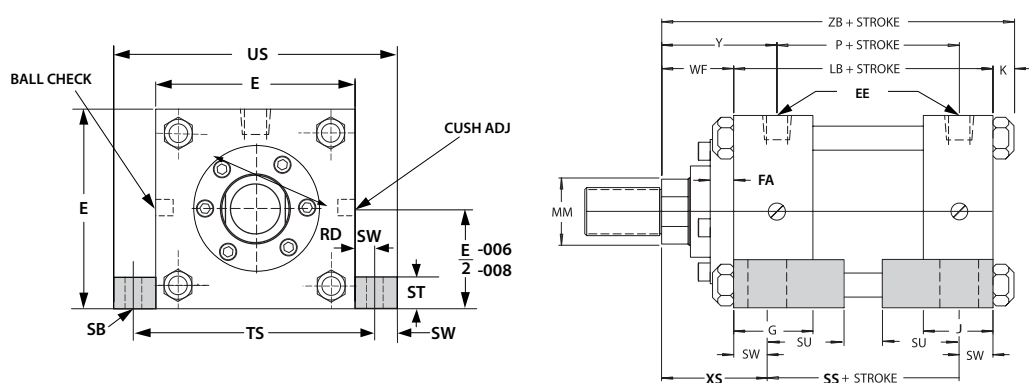 US
BALL CHECK
E
CUSH ADJ
E
RD
SW
E -006
2 -008
ST
SB
TS
SW
ZB + STROKE
Y
P + STROKE
WF
LB + STROKE
K
EE
FA
MM
G
SU
SU
J
SW
SW
XS
SS + STROKE